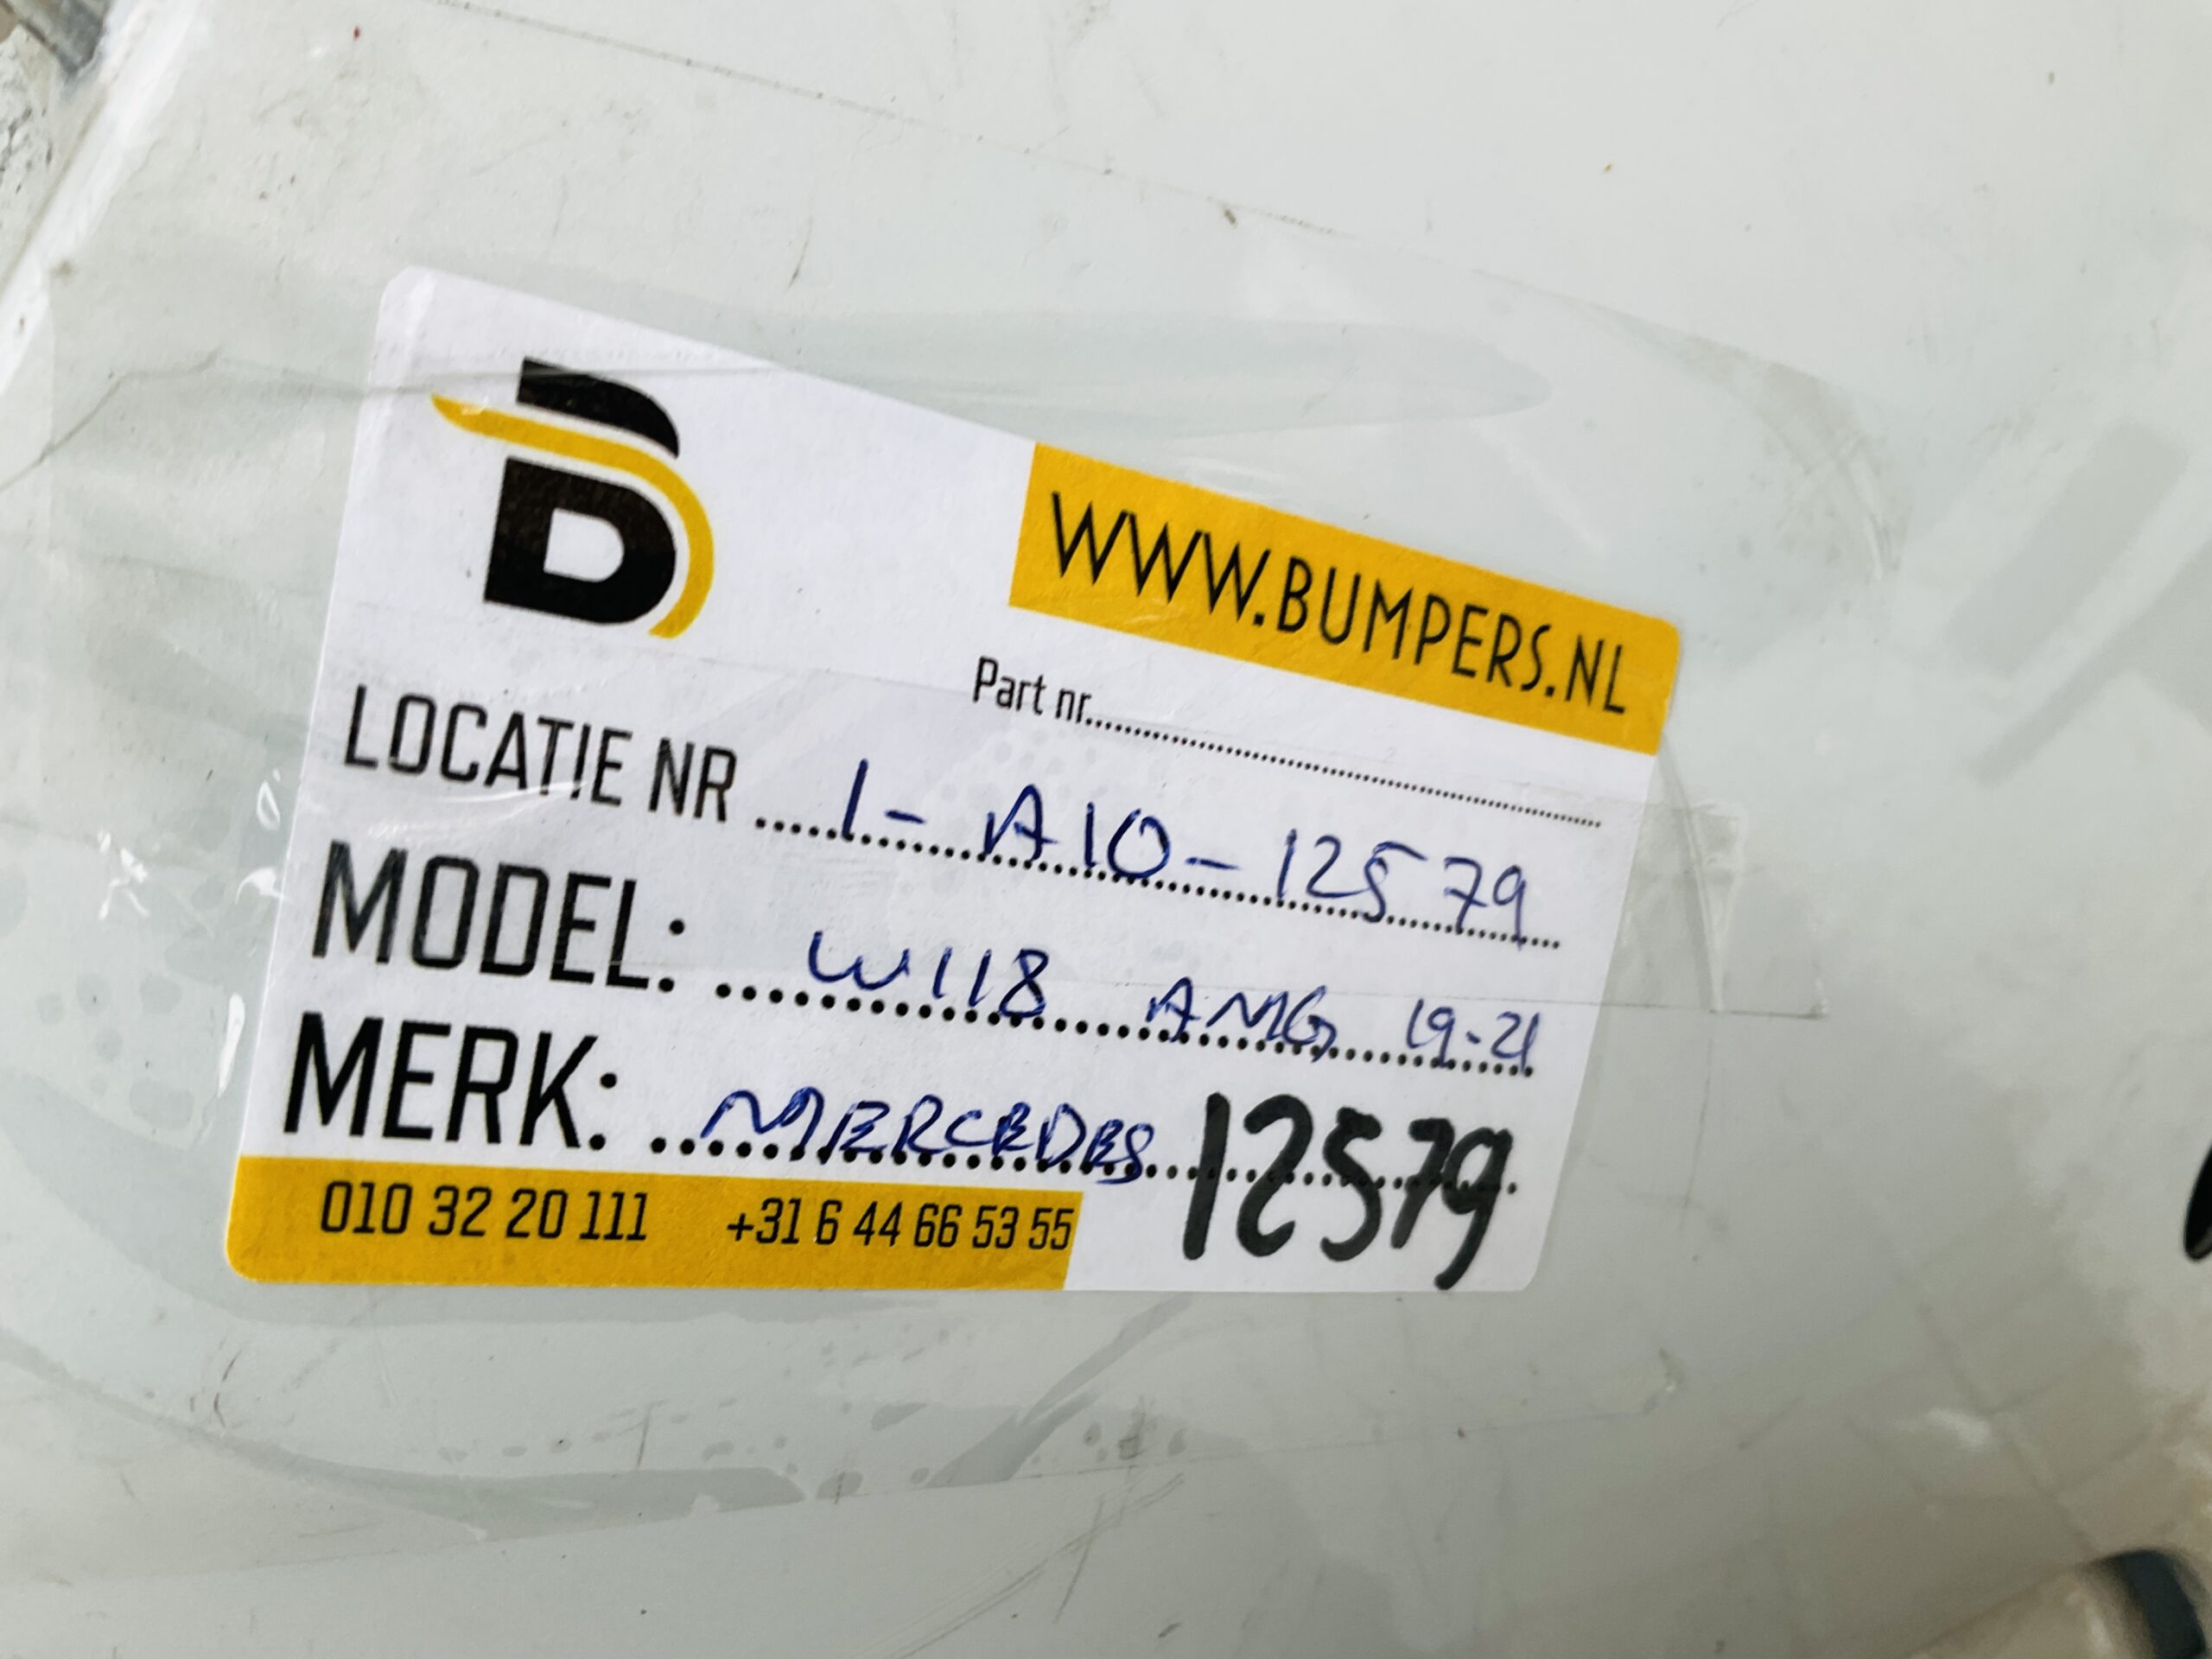 B
WWW.BUMPERS.NL
Part nr...............................................
LOCATIE NR ..... 1 - A10 - 12579
MODEL: ... W118 AMG 19-21
MERK: .. MERCEDES 12579
010 32 20 111 +31 6 44 66 53 55